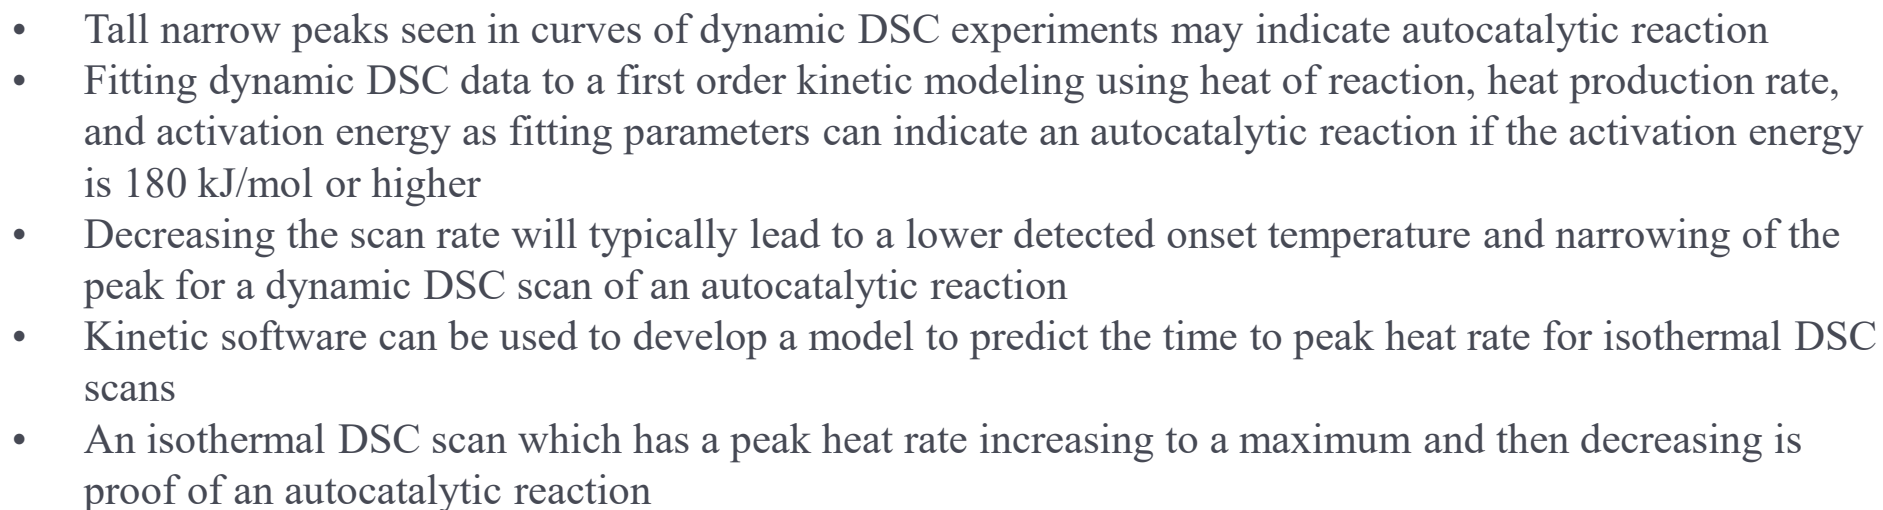 • Tall narrow peaks seen in curves of dynamic DSC experiments may indicate autocatalytic reaction
• Fitting dynamic DSC data to a first order kinetic modeling using heat of reaction, heat production rate,
and activation energy as fitting parameters can indicate an autocatalytic reaction if the activation energy
is 180 kJ/mol or higher
• Decreasing the scan rate will typically lead to a lower detected onset temperature and narrowing of the
peak for a dynamic DSC scan of an autocatalytic reaction
• Kinetic software can be used to develop a model to predict the time to peak heat rate for isothermal DSC
scans
• An isothermal DSC scan which has a peak heat rate increasing to a maximum and then decreasing is
proof of an autocatalytic reaction